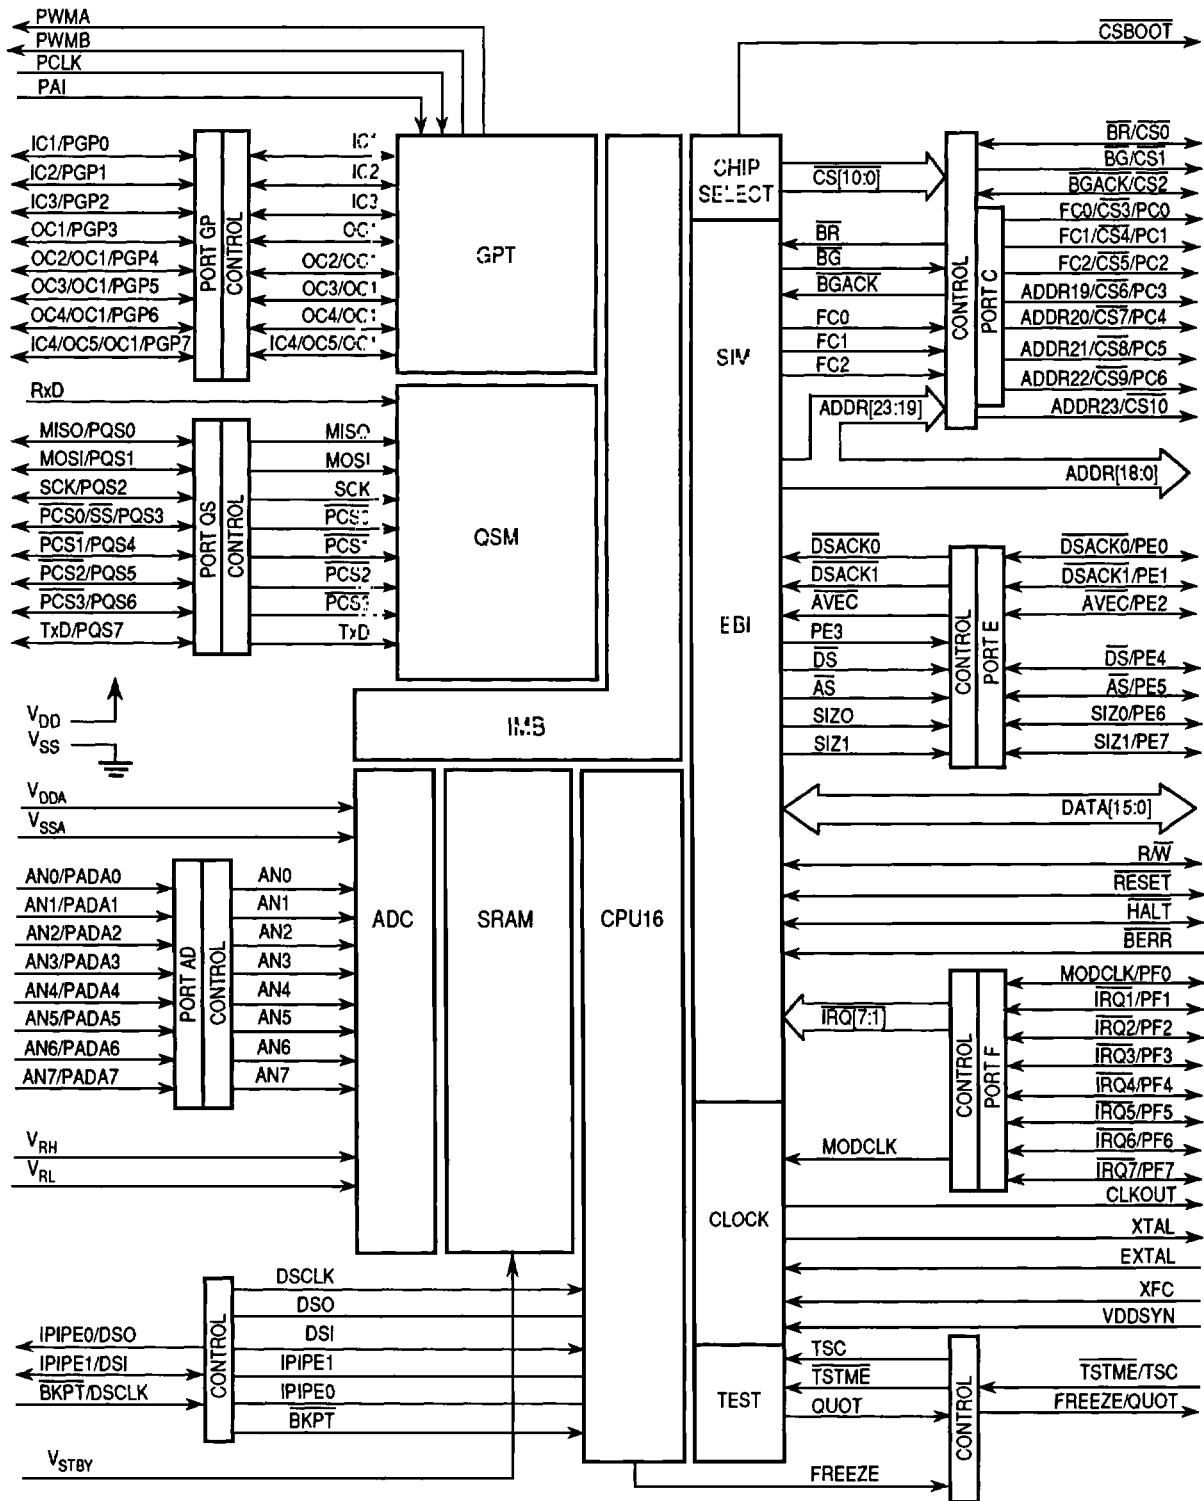 PWMA
PWMB
PCLK
PAI
CSBOOT
IC1/PGP0
IC2/PGP1
IC3/PGP2
OC1/PGP3
OC2/OC1/PGP4
OC3/OC1/PGP5
OC4/OC1/PGP6
IC4/OC5/OC1/PGP7
PORT GP
CONTROL
IC1
IC2
IC3
OC1
OC2/OC1
OC3/OC1
OC4/OC1
IC4/OC5/OC1
GPT
RxD
MISO/PQS0
MOSI/PQS1
SCK/PQS2
PCS0/SS/PQS3
PCS1/PQS4
PCS2/PQS5
PCS3/PQS6
TxD/PQS7
PORT QS
CONTROL
MISO
MOSI
SCK
PCS0
PCS1
PCS2
PCS3
TxD
QSM
IMB
VDD
VSS
VDDA
VSSA
AN0/PADA0
AN1/PADA1
AN2/PADA2
AN3/PADA3
AN4/PADA4
AN5/PADA5
AN6/PADA6
AN7/PADA7
PORT AD
CONTROL
AN0
AN1
AN2
AN3
AN4
AN5
AN6
AN7
VRH
VRL
ADC
SRAM
CPU16
IPIPE0/DSO
IPIPE1/DSI
BKPT/DSCLK
CONTROL
DSCLK
DSO
DSI
IPIPE1
IPIPE0
BKPT
VSTBY
CHIP
SELECT
SIM
EBI
CLOCK
TEST
CS[10:0]
BR
BG
BGACK
FC0
FC1
FC2
ADDR[23:19]
CONTROL
PORT C
BR/CS0
BG/CS1
BGACK/CS2
FC0/CS3/PC0
FC1/CS4/PC1
FC2/CS5/PC2
ADDR19/CS6/PC3
ADDR20/CS7/PC4
ADDR21/CS8/PC5
ADDR22/CS9/PC6
ADDR23/CS10
ADDR[18:0]
DSACK0
DSACK1
AVEC
PE3
DS
AS
SIZ0
SIZ1
CONTROL
PORT E
DSACK0/PE0
DSACK1/PE1
AVEC/PE2
DS/PE4
AS/PE5
SIZ0/PE6
SIZ1/PE7
DATA[15:0]
R/W
RESET
HALT
BERR
IRQ[7:1]
MODCLK
CONTROL
PORT F
MODCLK/PF0
IRQ1/PF1
IRQ2/PF2
IRQ3/PF3
IRQ4/PF4
IRQ5/PF5
IRQ6/PF6
IRQ7/PF7
CLKOUT
XTAL
EXTAL
XFC
VDDSYN
TSC
TSTME
QUOT
FREEZE
CONTROL
TSTME/TSC
FREEZE/QUOT